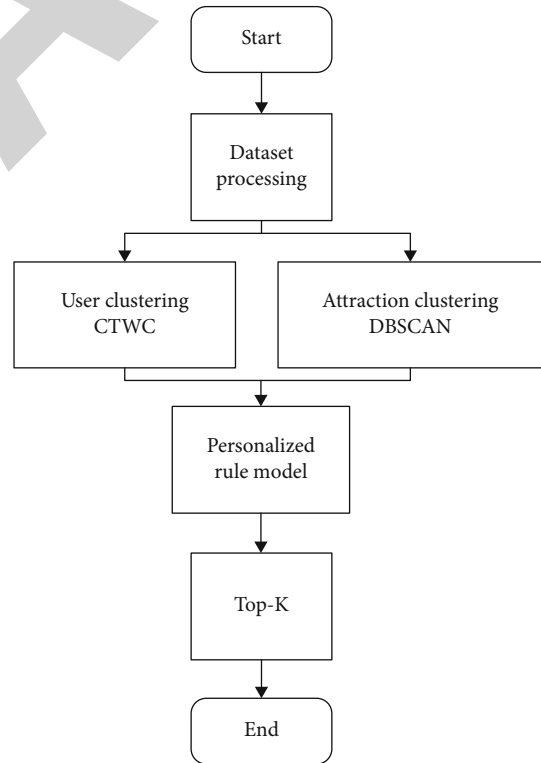 Start
Dataset
processing
User clustering
CTWC
Attraction clustering
DBSCAN
Personalized
rule model
Top-K
End